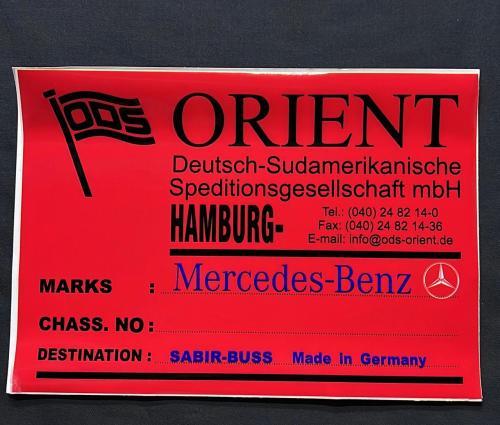 ODS
ORIENT
Deutsch-Sudamerikanische
Speditionsgesellschaft mbH
HAMBURG-
Tel.: (040) 24 82 14-0
Fax: (040) 24 82 14-36
E-mail: info@ods-orient.de
MARKS : Mercedes-Benz
CHASS. NO :
DESTINATION : SABIR-BUSS Made in Germany